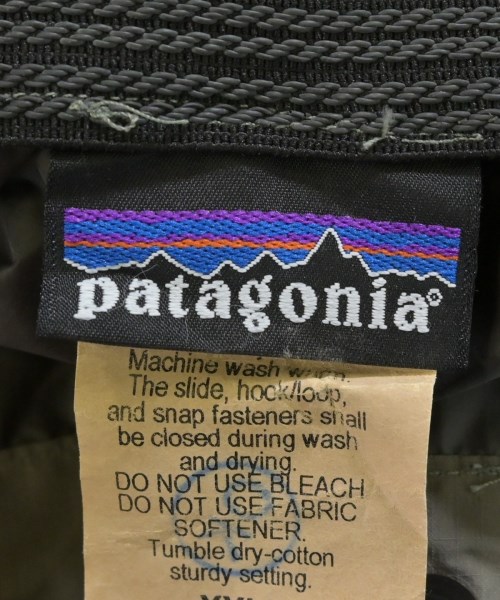 patagonia®
Machine wash warm.
The slide, hook/loop,
and snap fasteners shall
be closed during wash
and drying.
DO NOT USE BLEACH
DO NOT USE FABRIC
SOFTENER.
Tumble dry-cotton
sturdy setting.